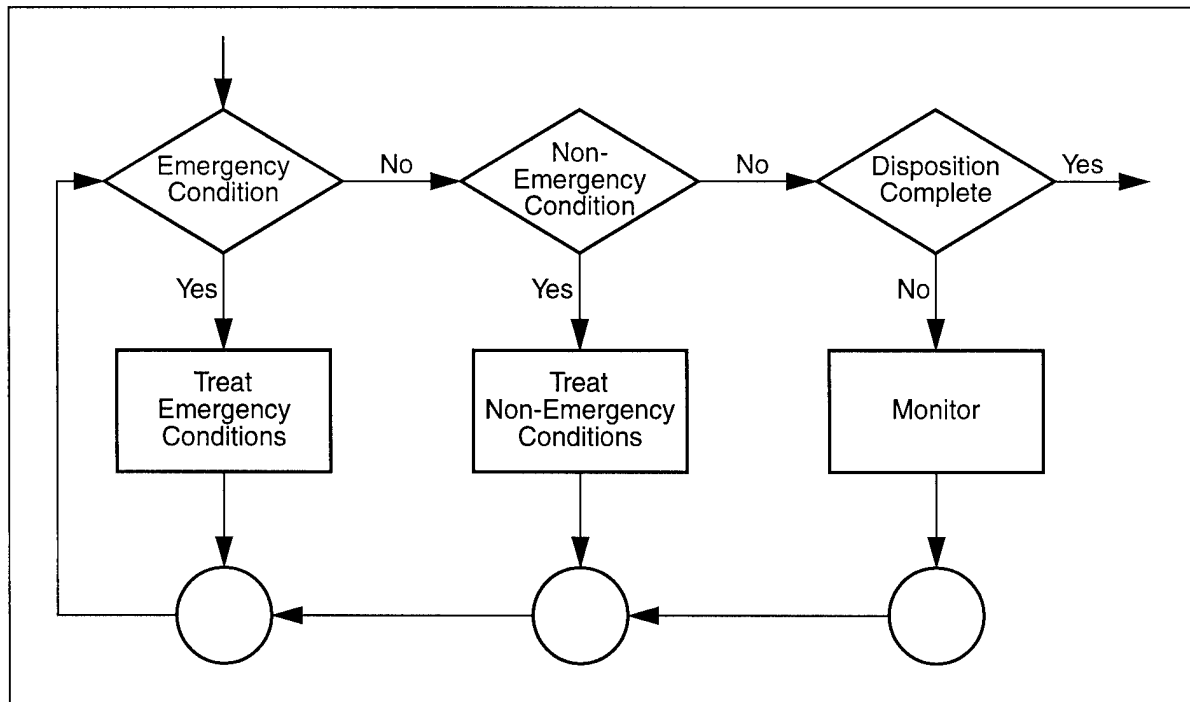 Emergency
Condition
No
Non-
Emergency
Condition
No
Disposition
Complete
Yes
Yes
Yes
No
Treat
Emergency
Conditions
Treat
Non-Emergency
Conditions
Monitor